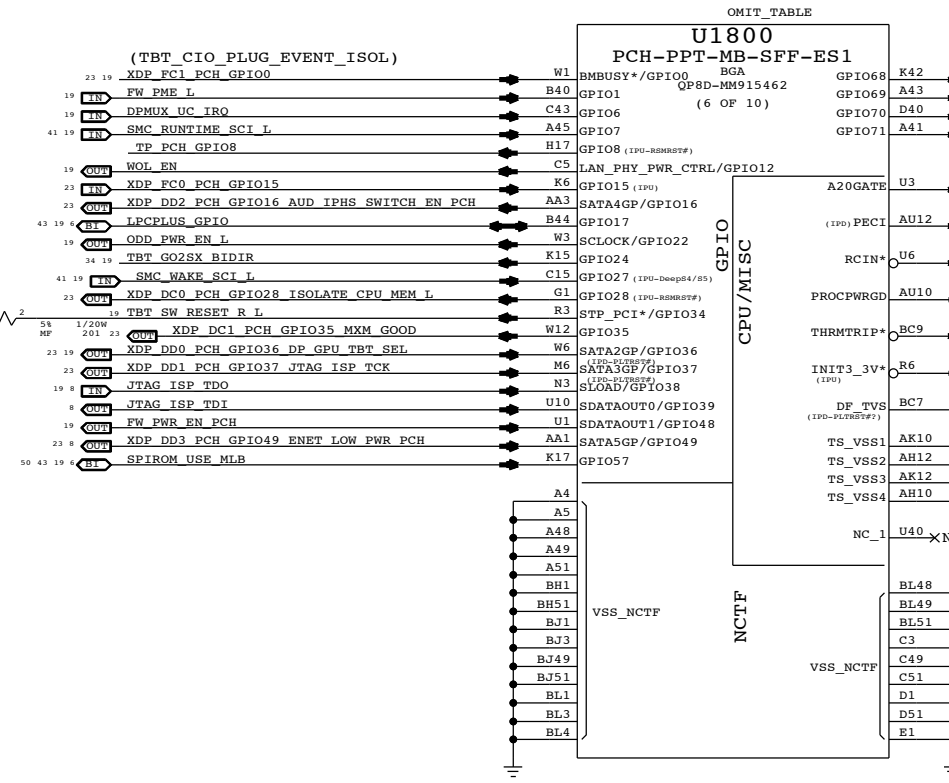 OMIT_TABLE
U1800
PCH-PPT-MB-SFF-ES1
BGA
QP8D-MM915462
(6 OF 10)
(TBT_CIO_PLUG_EVENT_ISOL)
23 19 XDP_FC1_PCH_GPIO0 W1 BMBUSY*/GPIO0
19 IN FW_PME_L B40 GPIO1
19 IN DPMUX_UC_IRQ C43 GPIO6
41 19 IN SMC_RUNTIME_SCI_L A45 GPIO7
TP_PCH_GPIO8 H17 GPIO8 (IPU-RSMRST#)
19 OUT WOL_EN C5 LAN_PHY_PWR_CTRL/GPIO12
23 IN XDP_FC0_PCH_GPIO15 K6 GPIO15 (IPU)
23 OUT XDP_DD2_PCH_GPIO16_AUD_IPHS_SWITCH_EN_PCH AA3 SATA4GP/GPIO16
43 19 6 BI LPCPLUS_GPIO B44 GPIO17
19 OUT ODD_PWR_EN_L W3 SCLOCK/GPIO22
34 19 TBT_GO2SX_BIDIR K15 GPIO24
41 19 IN SMC_WAKE_SCI_L C15 GPIO27 (IPU-DeepS4/S5)
23 OUT XDP_DC0_PCH_GPIO28_ISOLATE_CPU_MEM_L G1 GPIO28 (IPU-RSMRST#)
2 19 TBT_SW_RESET_R_L R3 STP_PCI*/GPIO34
5% 1/20W
MF 201
23 OUT XDP_DC1_PCH_GPIO35_MXM_GOOD W12 GPIO35
23 19 OUT XDP_DD0_PCH_GPIO36_DP_GPU_TBT_SEL W6 SATA2GP/GPIO36
(IPD-PLTRST#)
23 OUT XDP_DD1_PCH_GPIO37_JTAG_ISP_TCK M6 SATA3GP/GPIO37
(IPD-PLTRST#)
19 8 IN JTAG_ISP_TDO N3 SLOAD/GPIO38
8 OUT JTAG_ISP_TDI U10 SDATAOUT0/GPIO39
19 OUT FW_PWR_EN_PCH U1 SDATAOUT1/GPIO48
23 8 OUT XDP_DD3_PCH_GPIO49_ENET_LOW_PWR_PCH AA1 SATA5GP/GPIO49
50 43 19 6 BI SPIROM_USE_MLB K17 GPIO57
GPIO
CPU/MISC
NCTF
GPIO68 K42
GPIO69 A43
GPIO70 D40
GPIO71 A41
A20GATE U3
(IPD) PECI AU12
RCIN* U6
PROCPWRGD AU10
THRMTRIP* BC9
INIT3_3V* R6
(IPU)
DF_TVS BC7
(IPD-PLTRST#?)
TS_VSS1 AK10
TS_VSS2 AH12
TS_VSS3 AK12
TS_VSS4 AH10
NC_1 U40 N
A4
A5
A48
A49
A51
BH1
BH51
BJ1
BJ3
BJ49
BJ51
BL1
BL3
BL4
VSS_NCTF
VSS_NCTF
BL48
BL49
BL51
C3
C49
C51
D1
D51
E1